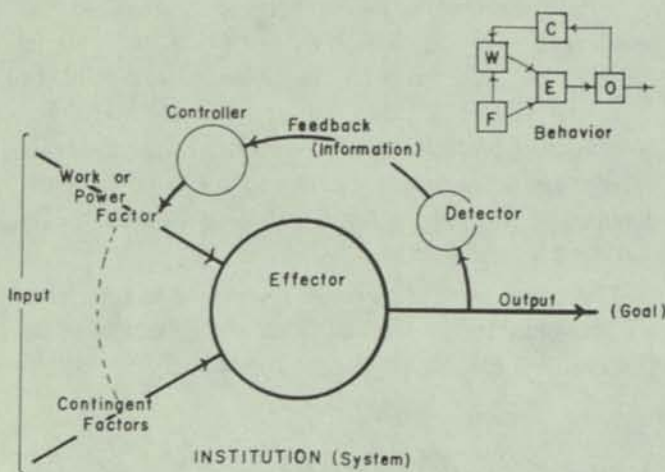 C
W
E
O
F
Behavior
Controller
Feedback
(Information)
Work or
Power
Factor
Detector
Effector
Input
Output
(Goal)
Contingent
Factors
INSTITUTION (System)